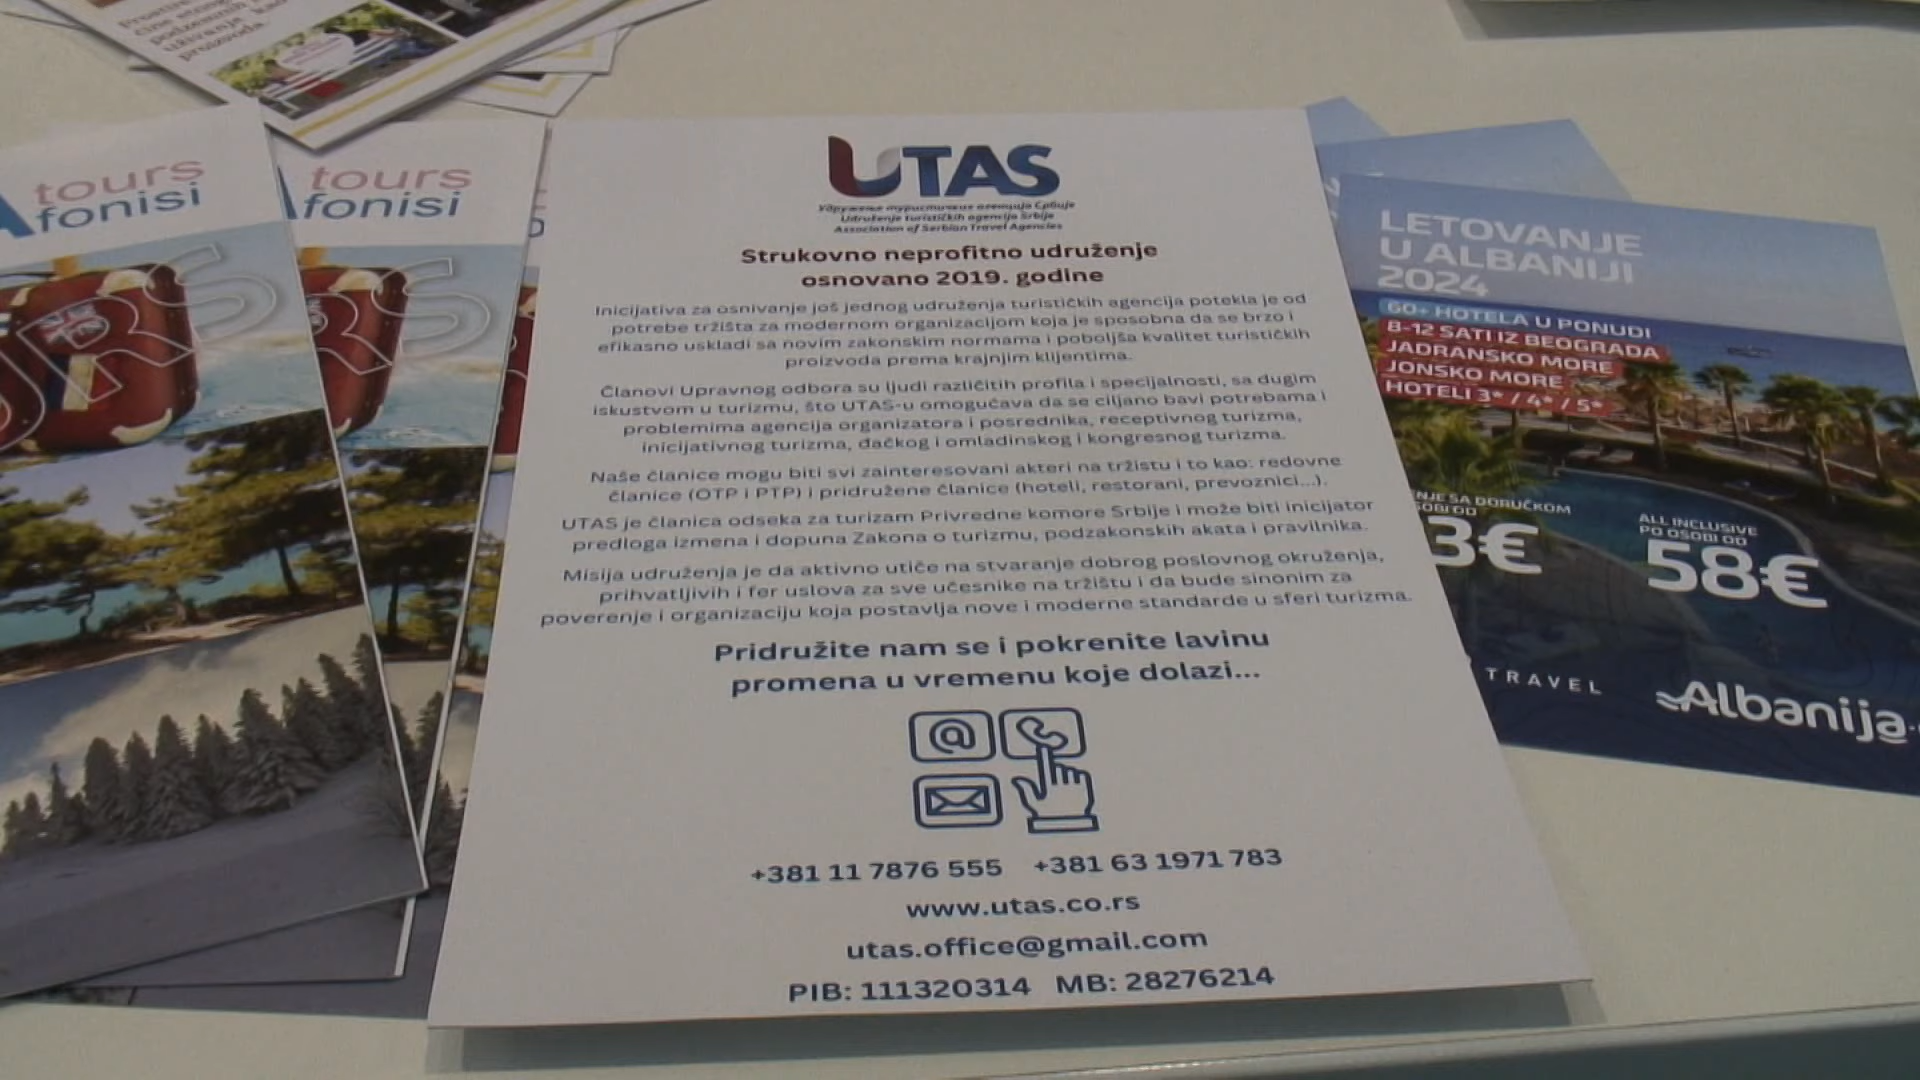 tours
fonisi
tours
fonisi
UTAS
Удружење туристичких агенција Србије
Udruženje turističkih agencija Srbije
Association of Serbian Travel Agencies
Strukovno neprofitno udruženje
osnovano 2019. godine
Inicijativa za osnivanje još jednog udruženja turističkih agencija potekla je od
potrebe tržišta za modernom organizacijom koja je sposobna da se brzo i
efikasno uskladi sa novim zakonskim normama i poboljša kvalitet turističkih
proizvoda prema krajnjim klijentima.
Članovi Upravnog odbora su ljudi različitih profila i specijalnosti, sa dugim
iskustvom u turizmu, što UTAS-u omogućava da se ciljano bavi potrebama i
problemima agencija organizatora i posrednika, receptivnog turizma,
inicijativnog turizma, đačkog i omladinskog i kongresnog turizma.
Naše članice mogu biti svi zainteresovani akteri na tržistu i to kao: redovne
članice (OTP i PTP) i pridružene članice (hoteli, restorani, prevoznici...).
UTAS je članica odseka za turizam Privredne komore Srbije i može biti inicijator
predloga izmena i dopuna Zakona o turizmu, podzakonskih akata i pravilnika.
Misija udruženja je da aktivno utiče na stvaranje dobrog poslovnog okruženja,
prihvatljivih i fer uslova za sve učesnike na tržištu i da bude sinonim za
poverenje i organizaciju koja postavlja nove i moderne standarde u sferi turizma.
Pridružite nam se i pokrenite lavinu
promena u vremenu koje dolazi...
+381 11 7876 555 +381 63 1971 783
www.utas.co.rs
utas.office@gmail.com
PIB: 111320314 MB: 28276214
LETOVANJE
U ALBANIJI
2024
60+ HOTELA U PONUDI
8-12 SATI IZ BEOGRADA
JADRANSKO MORE
JONSKO MORE
HOTELI 3* / 4* / 5*
NJE SA DORUČKOM
SOBI OD
3€
ALL INCLUSIVE
PO OSOBI OD
58€
TRAVEL
Albanija